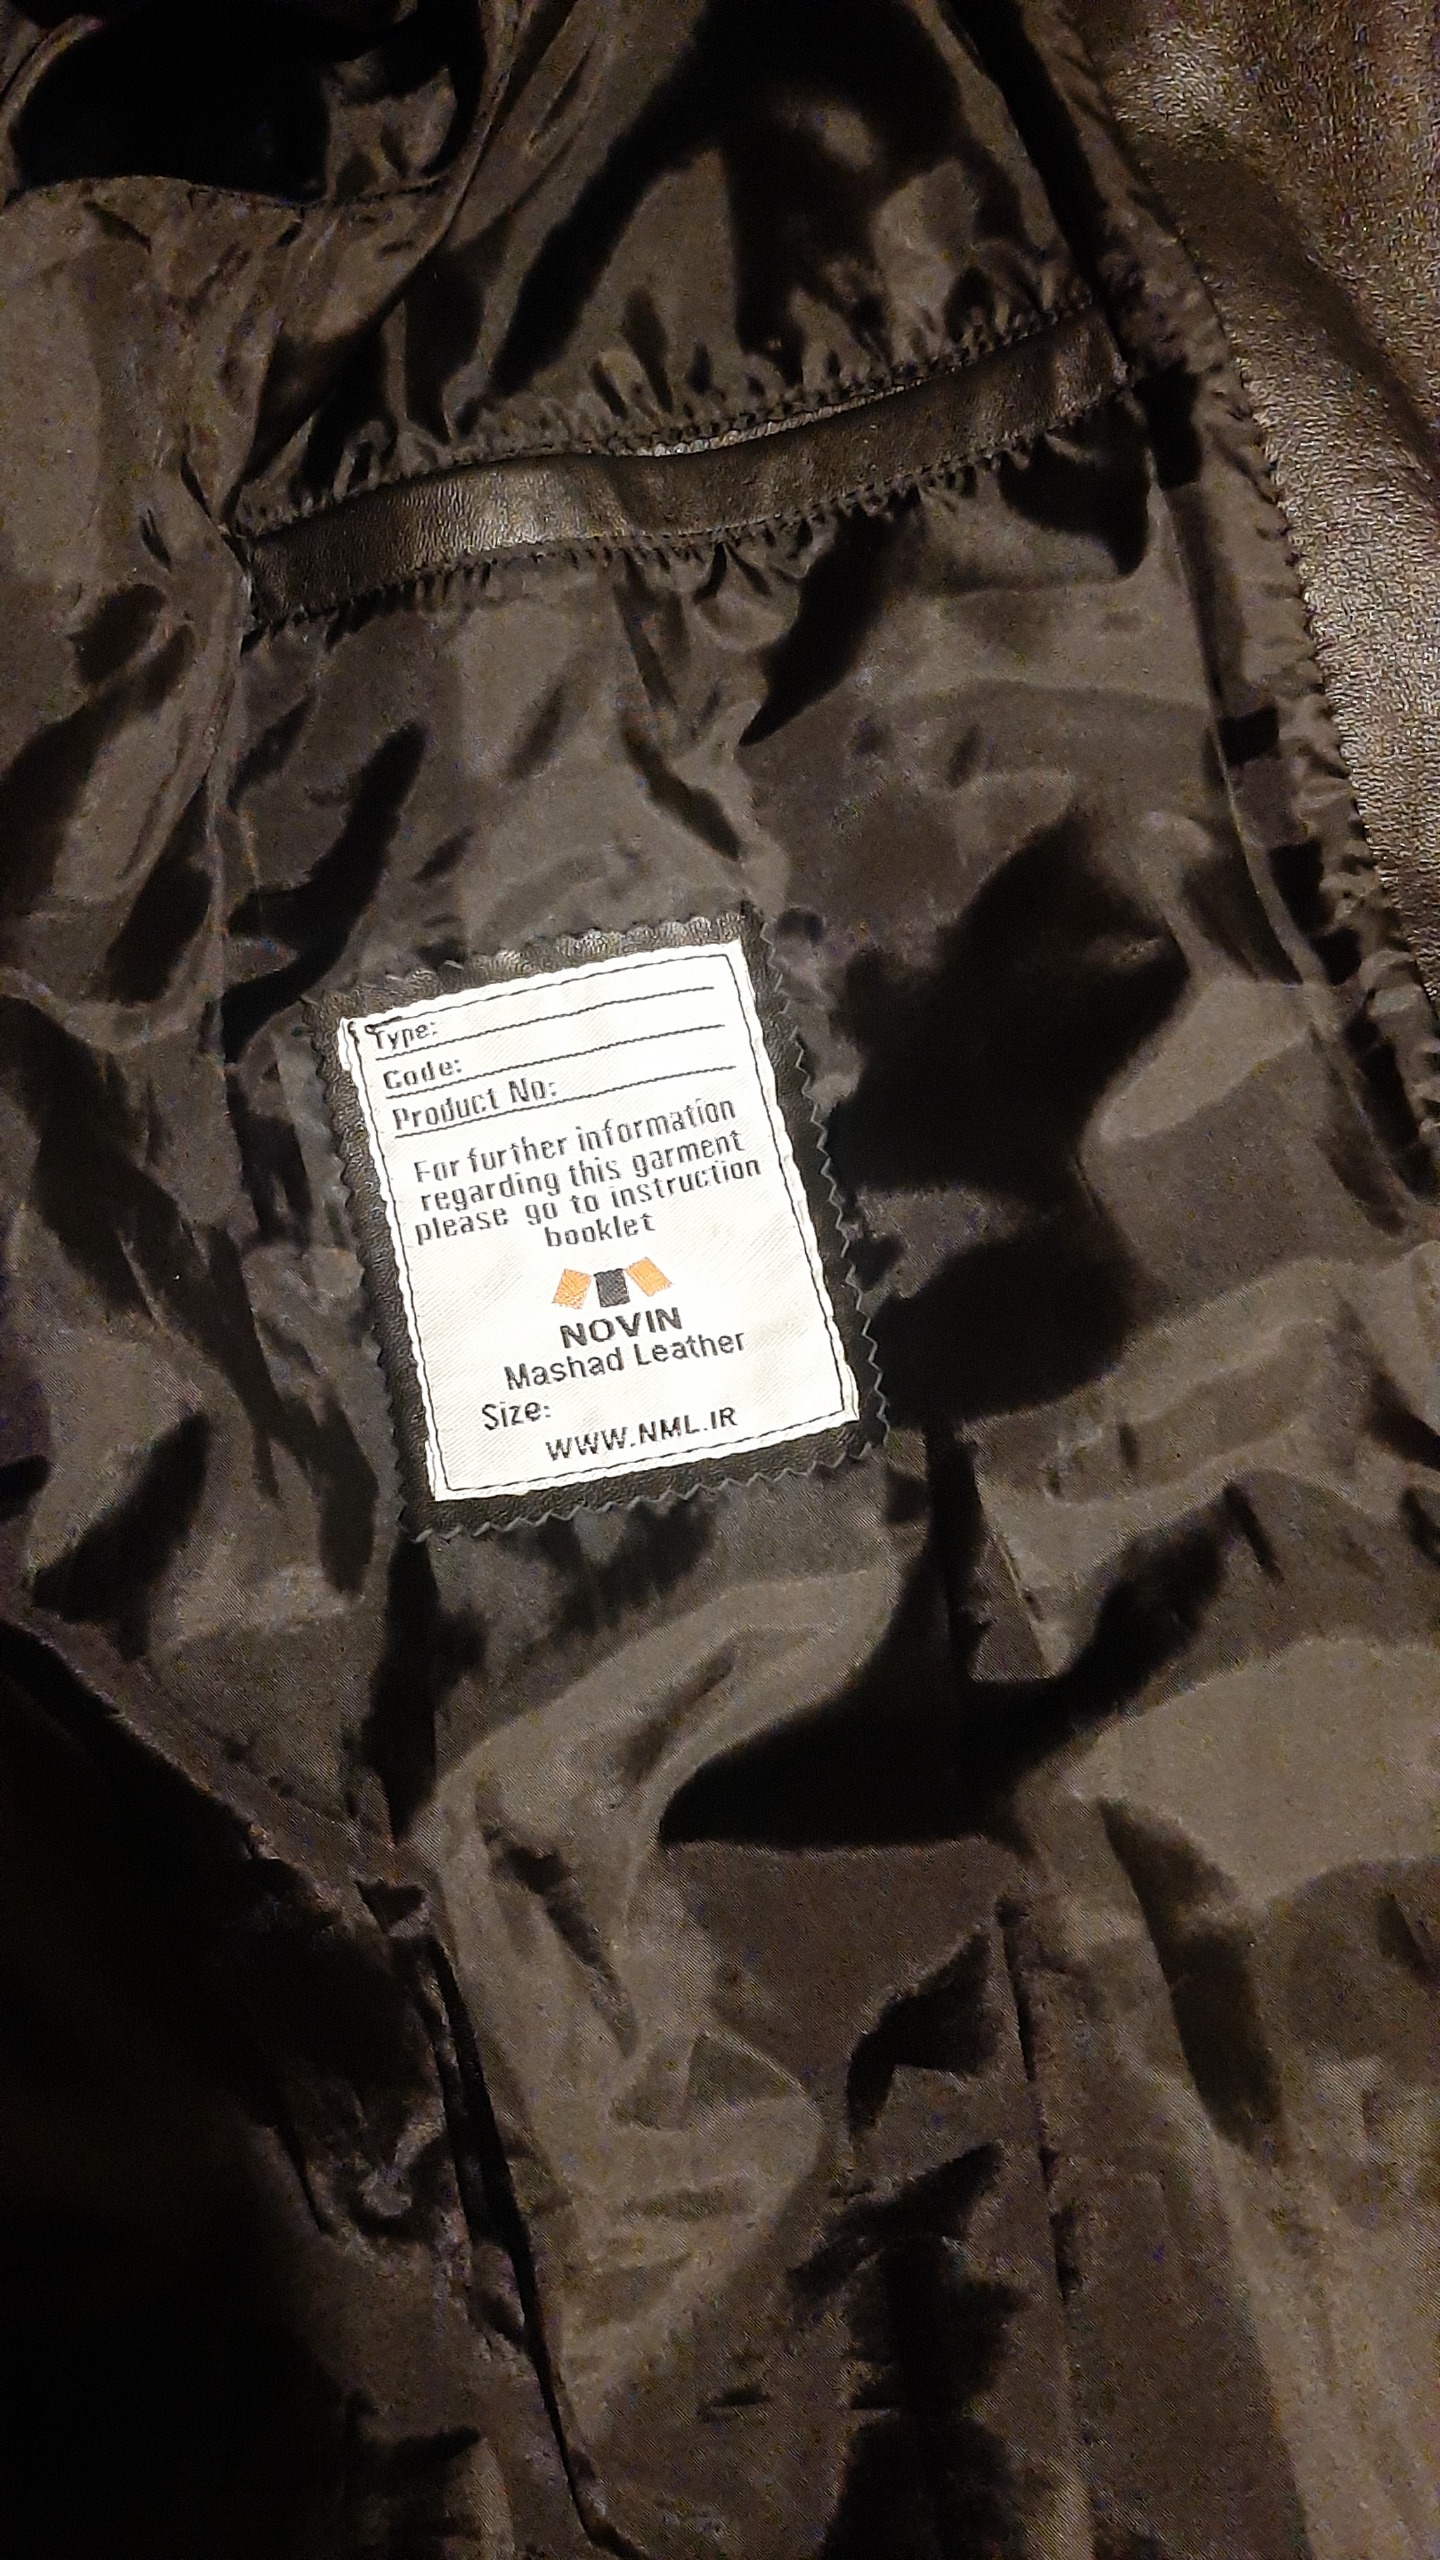 Type:
Code:
Product No:
For further information
regarding this garment
please go to instruction
booklet
NOVIN
Mashad Leather
Size:
WWW.NML.IR